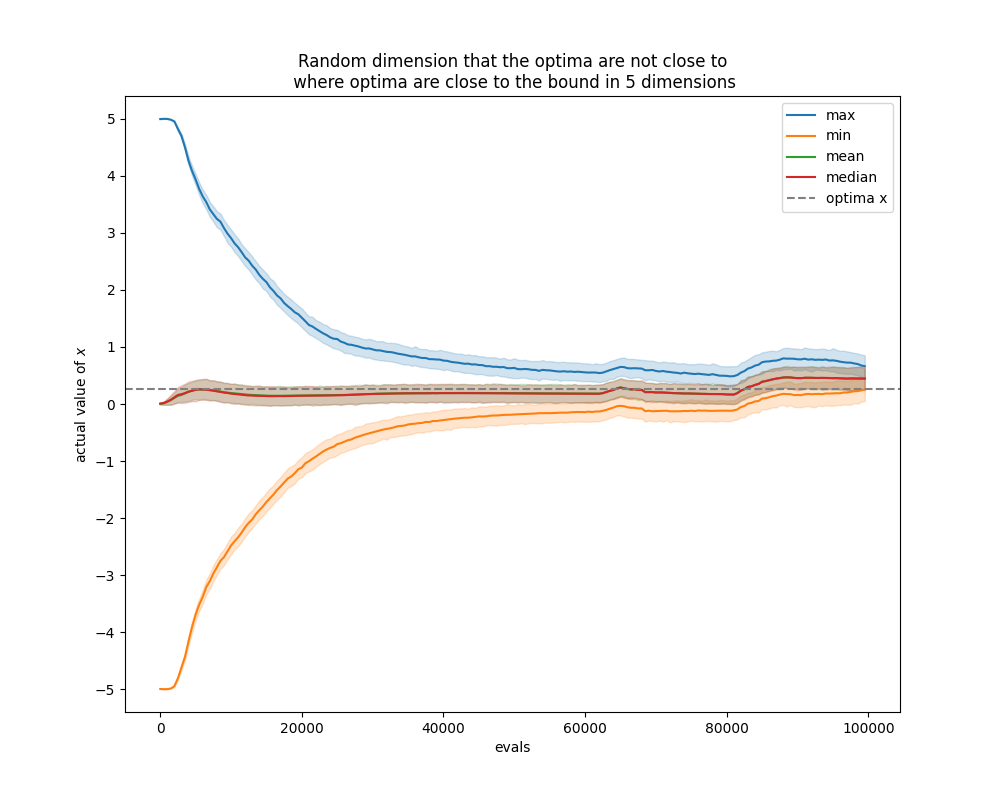 Random dimension that the optima are not close to
where optima are close to the bound in 5 dimensions
max
min
mean
median
optima x
5
4
3
2
1
0
−1
−2
−3
−4
−5
actual value of x
0
20000
40000
60000
80000
100000
evals